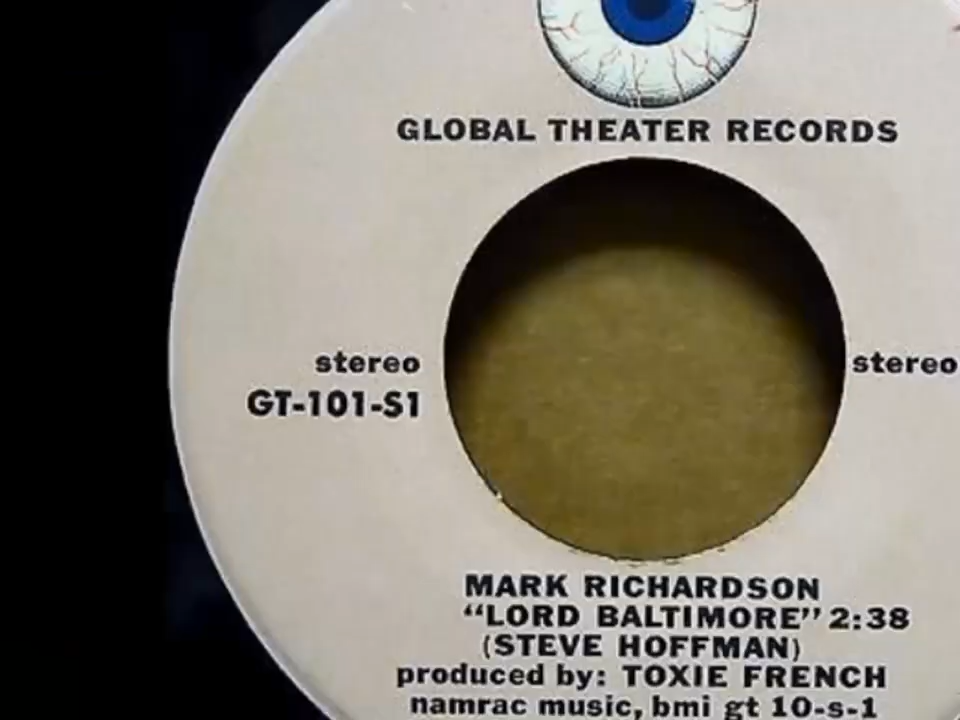 GLOBAL THEATER RECORDS
stereo stereo
GT-101-S1
MARK RICHARDSON
"LORD BALTIMORE" 2:38
(STEVE HOFFMAN)
produced by: TOXIE FRENCH
namrac music, bmi gt 10-s-1